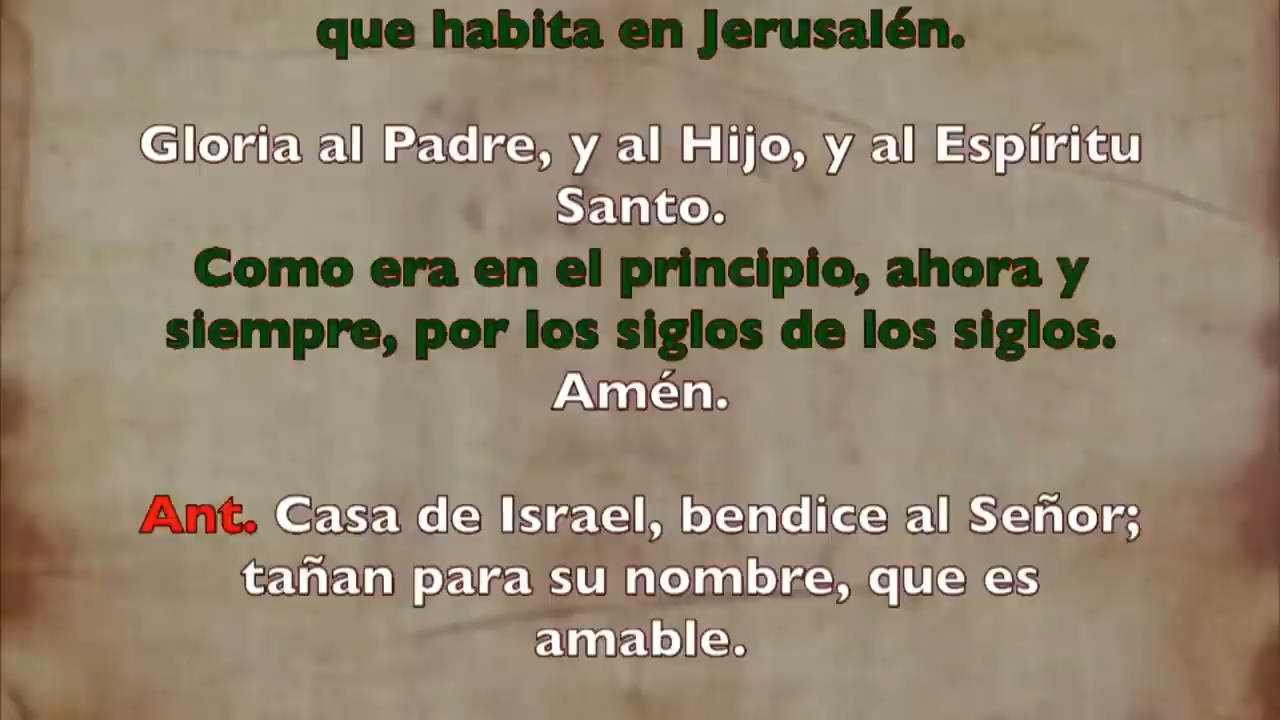 que habita en Jerusalén.
Gloria al Padre, y al Hijo, y al Espíritu
Santo.
Como era en el principio, ahora y
siempre, por los siglos de los siglos.
Amén.
Ant. Casa de Israel, bendice al Señor;
tañan para su nombre, que es
amable.